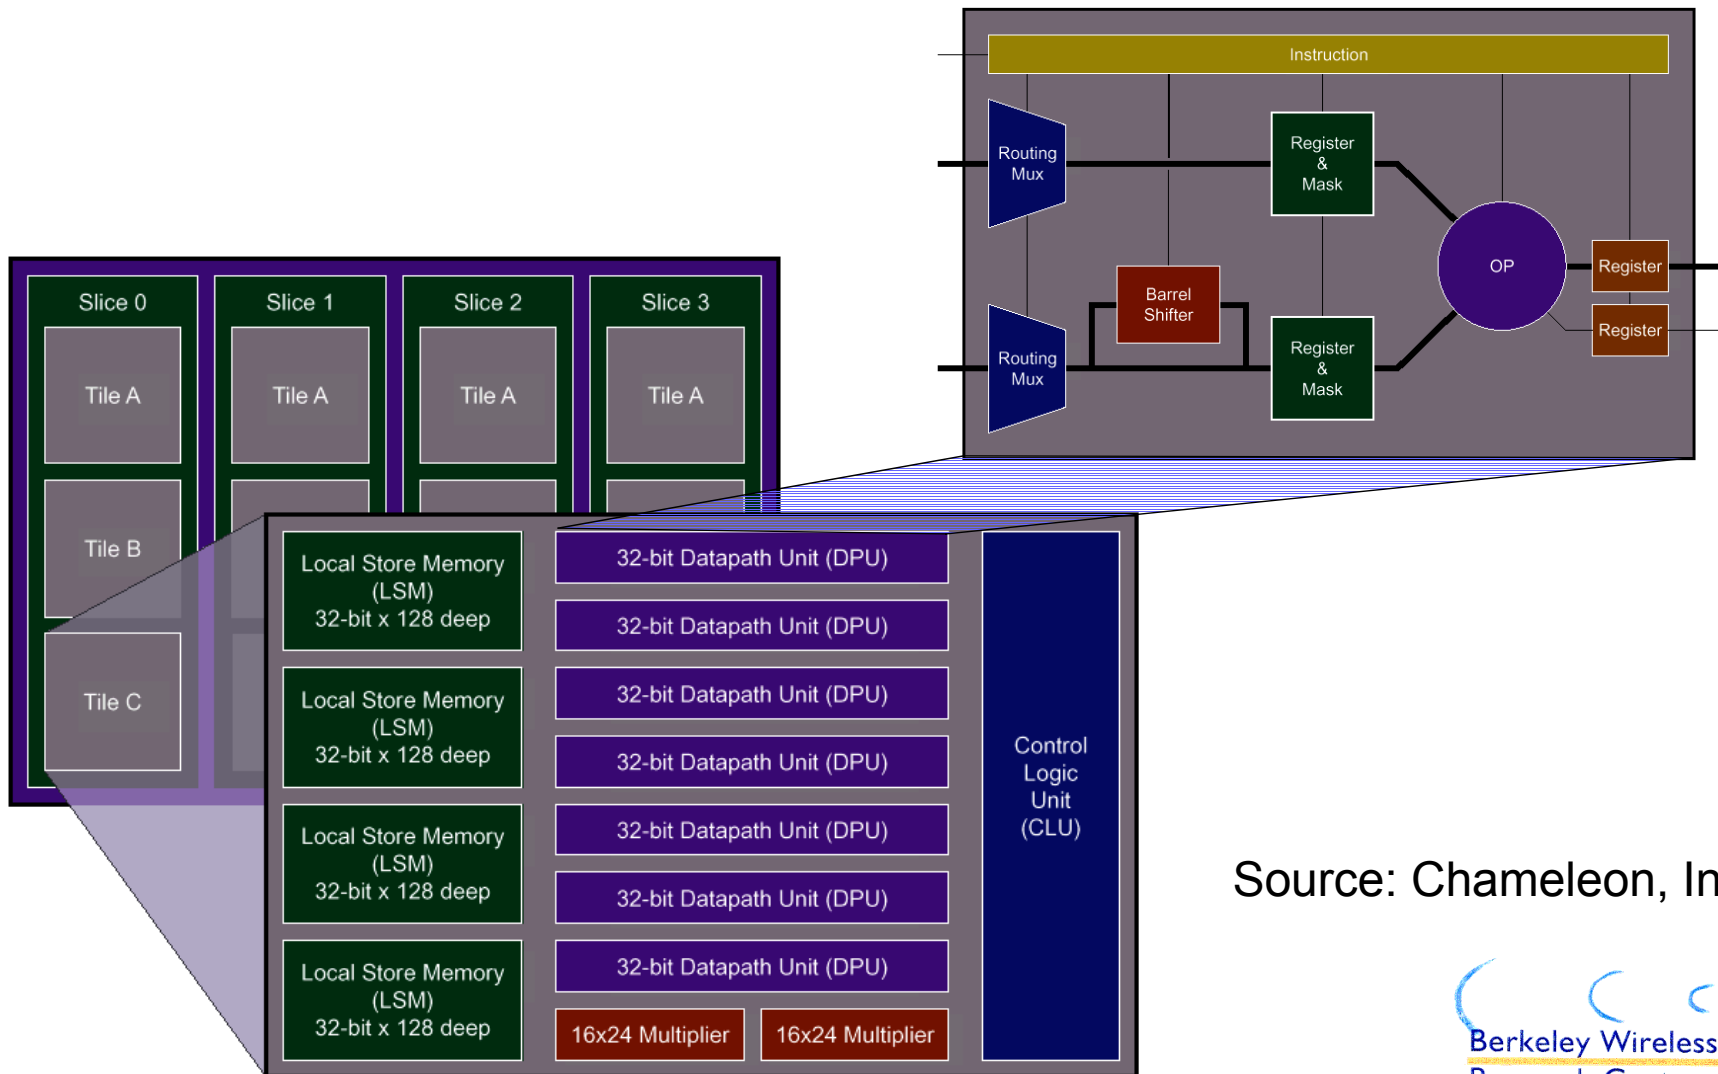 Instruction
Routing
Mux
Register
&
Mask
OP
Register
Register
Barrel
Shifter
Routing
Mux
Register
&
Mask
Slice 0
Slice 1
Slice 2
Slice 3
Tile A
Tile A
Tile A
Tile A
Tile B
Tile C
Local Store Memory
(LSM)
32-bit x 128 deep
Local Store Memory
(LSM)
32-bit x 128 deep
Local Store Memory
(LSM)
32-bit x 128 deep
Local Store Memory
(LSM)
32-bit x 128 deep
32-bit Datapath Unit (DPU)
32-bit Datapath Unit (DPU)
32-bit Datapath Unit (DPU)
32-bit Datapath Unit (DPU)
32-bit Datapath Unit (DPU)
32-bit Datapath Unit (DPU)
32-bit Datapath Unit (DPU)
16x24 Multiplier
16x24 Multiplier
Control
Logic
Unit
(CLU)
Source: Chameleon, In
Berkeley Wireless